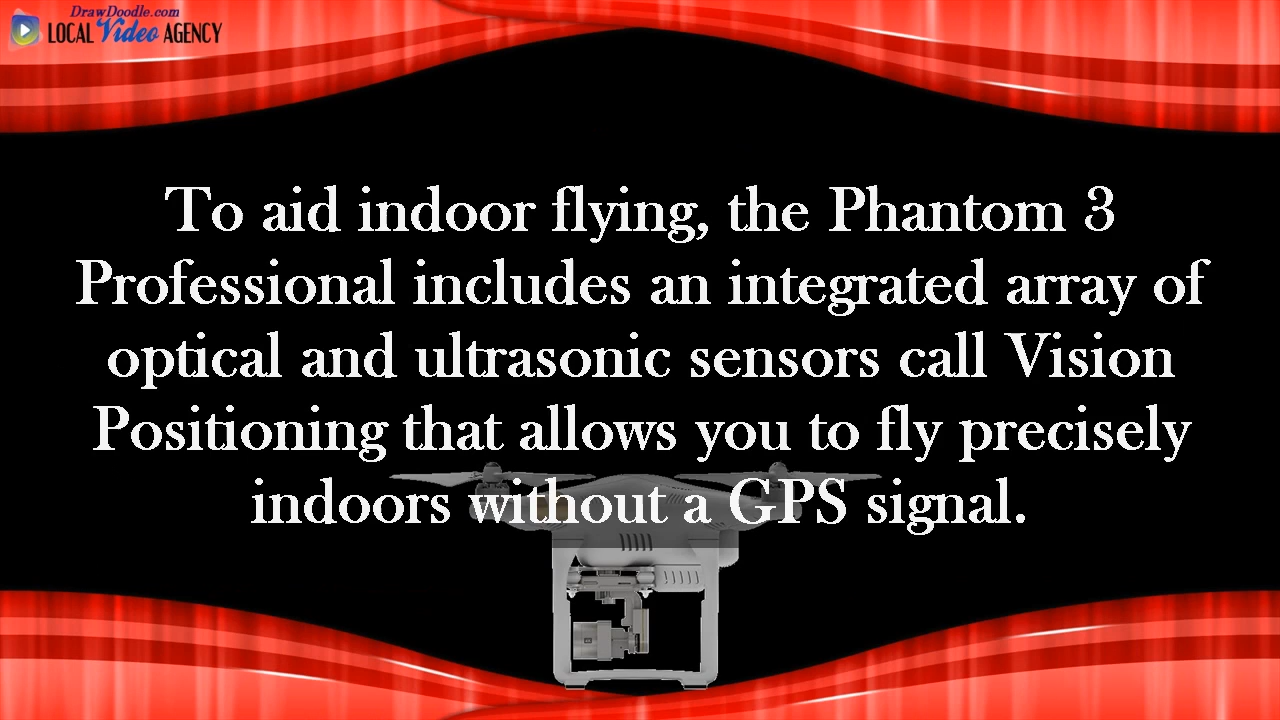 DrawDoodle.com
LOCAL Video AGENCY
To aid indoor flying, the Phantom 3
Professional includes an integrated array of
optical and ultrasonic sensors call Vision
Positioning that allows you to fly precisely
indoors without a GPS signal.